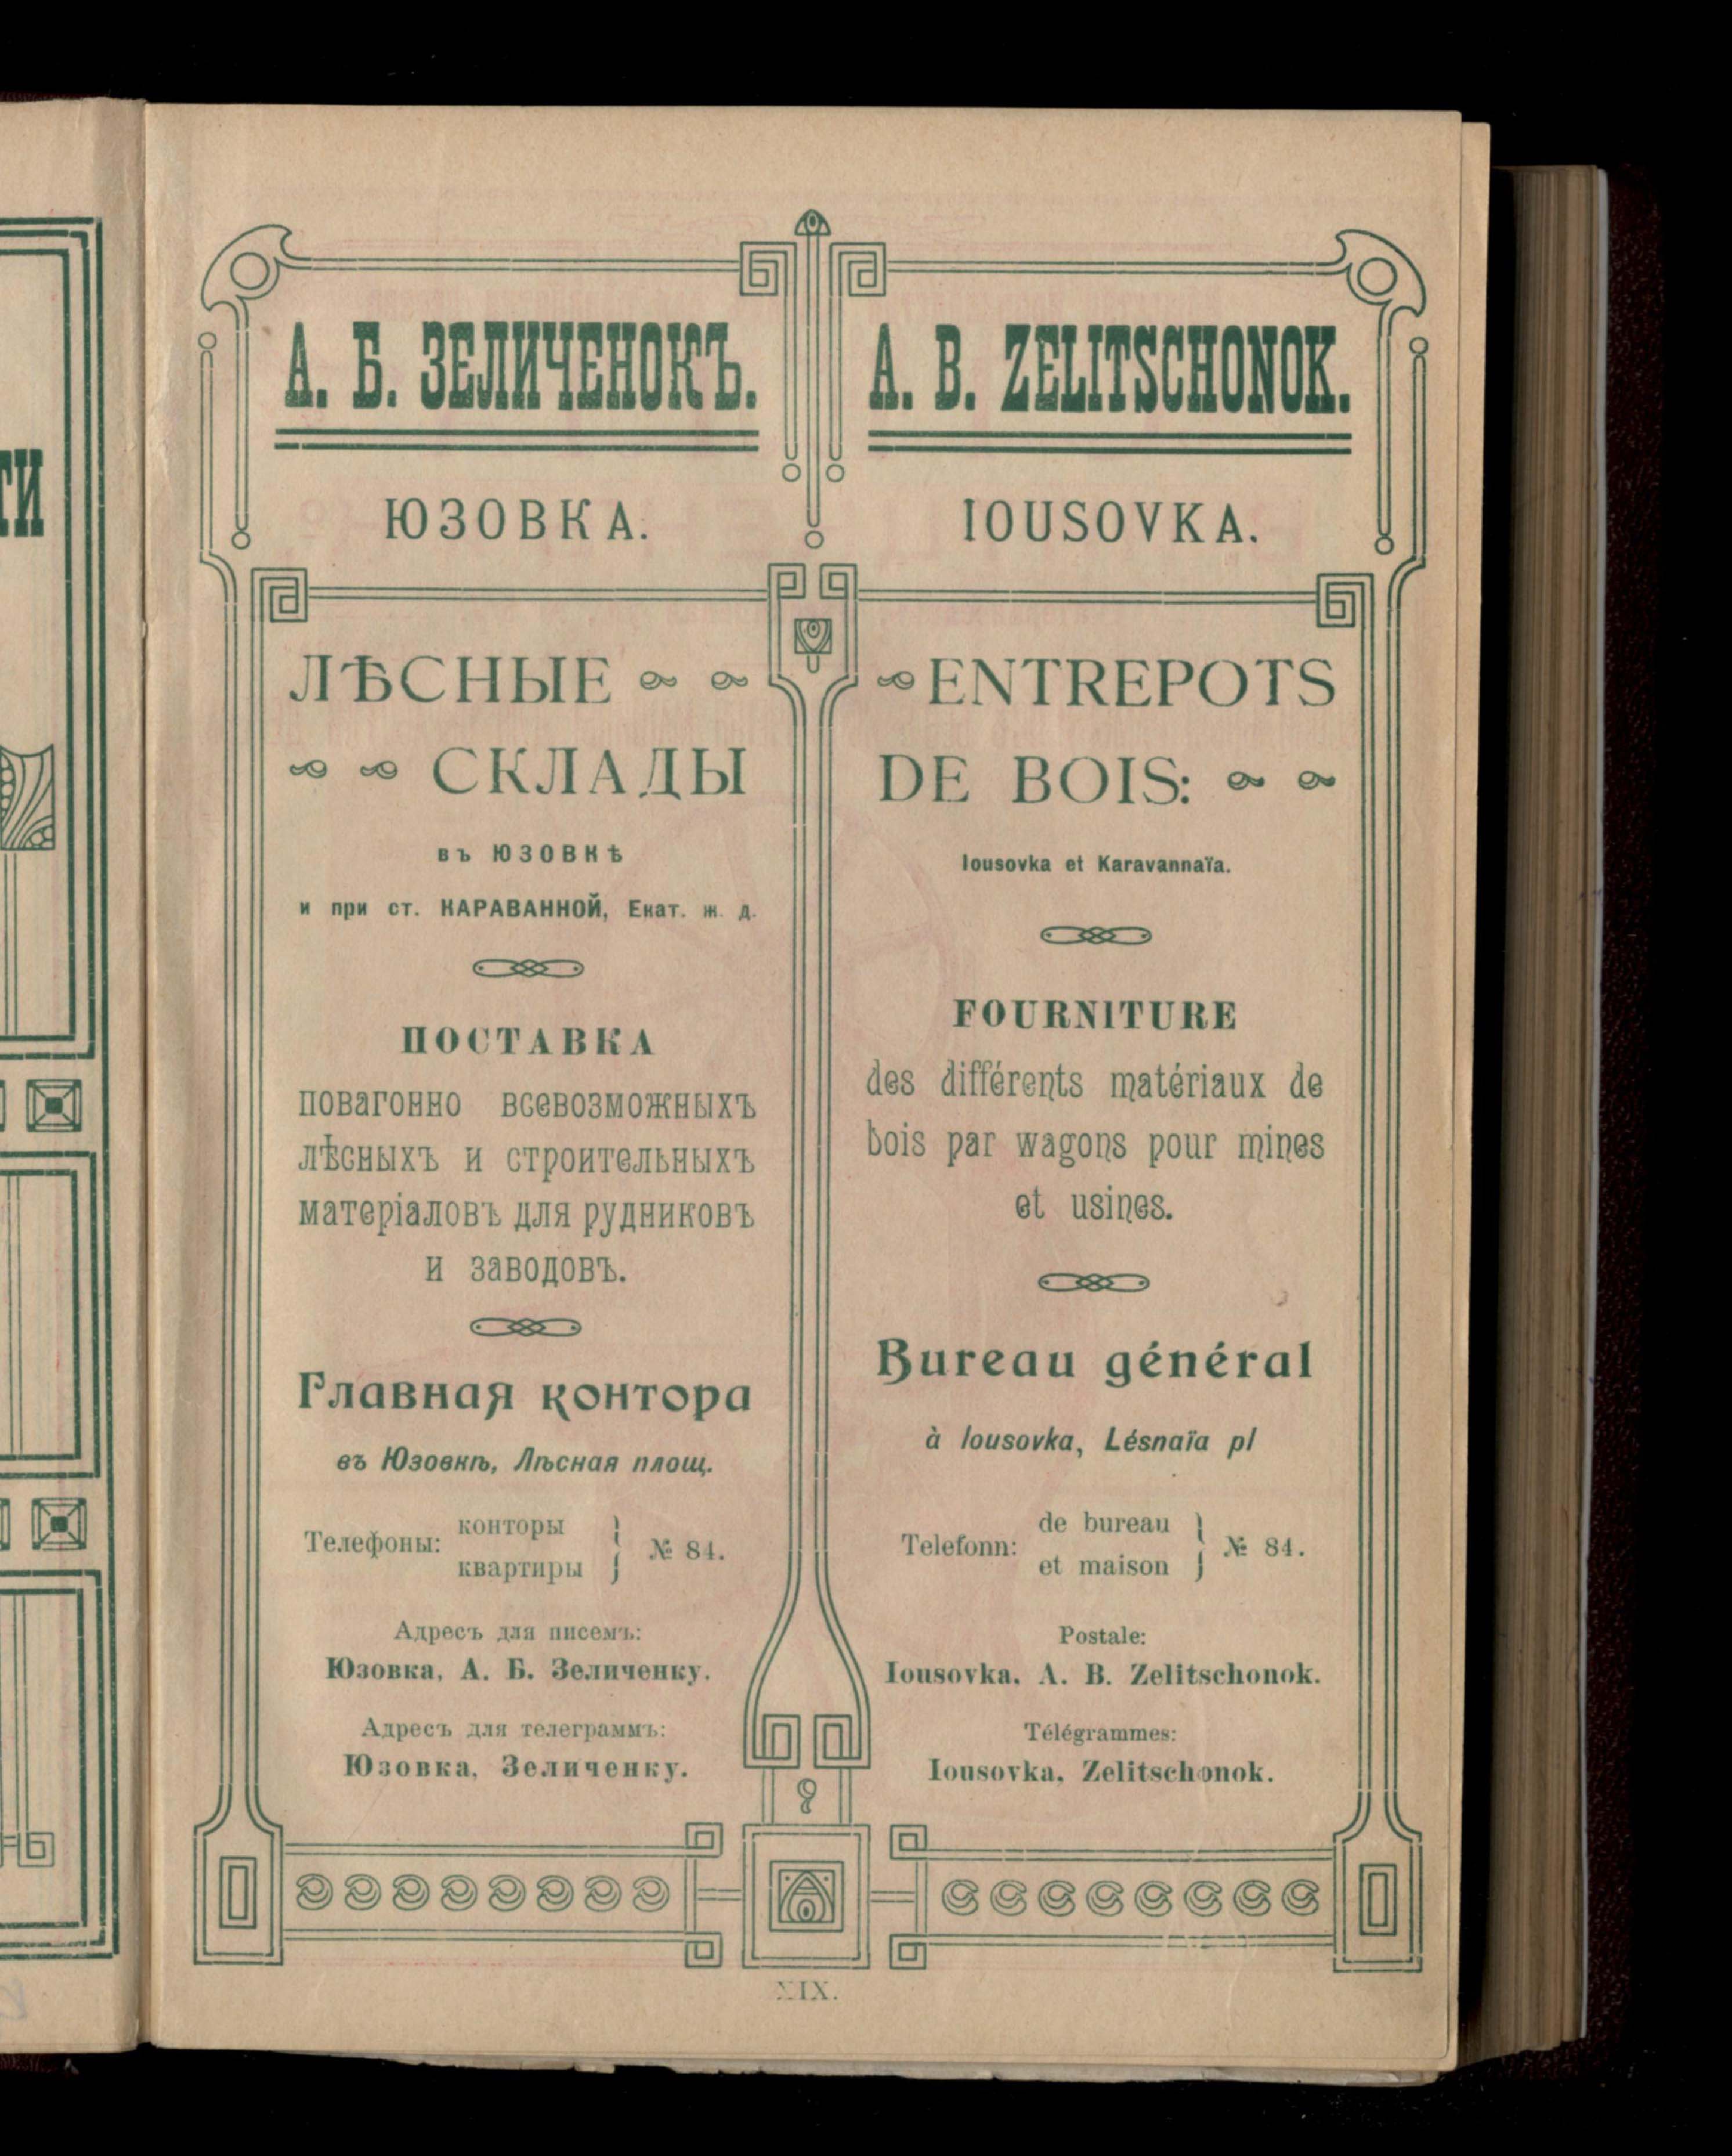 ТИ
А. Б. ЗЕЛИЧЕНОКЪ.
ЮЗОВКА.
ЛѢСНЫЕ
СКЛАДЫ
въ ЮЗОВКѢ
и при ст. КАРАВАННОЙ, Екат. ж. д.
ПОСТАВКА
повагонно всевозможныхъ
лѣсныхъ и строительныхъ
матеріаловъ для рудниковъ
и заводовъ.
Главная контора
въ Юзовкѣ, Лѣсная площ.
Телефоны: конторы
квартиры } № 84.
Адресъ для писемъ:
Юзовка, А. Б. Зеличенку.
Адресъ для телеграммъ:
Юзовка, Зеличенку.
A. B. ZELITSCHONOK.
IOUSOVKA.
ENTREPOTS
DE BOIS:
Iousovka et Karavannaïa.
FOURNITURE
des différents matériaux de
bois par wagons pour mines
et usines.
Bureau général
à Iousovka, Lésnaïa pl
Telefonn: de bureau
et maison } № 84.
Postale:
Iousovka, A. B. Zelitschonok.
Télégrammes:
Iousovka, Zelitschonok.
XIX.